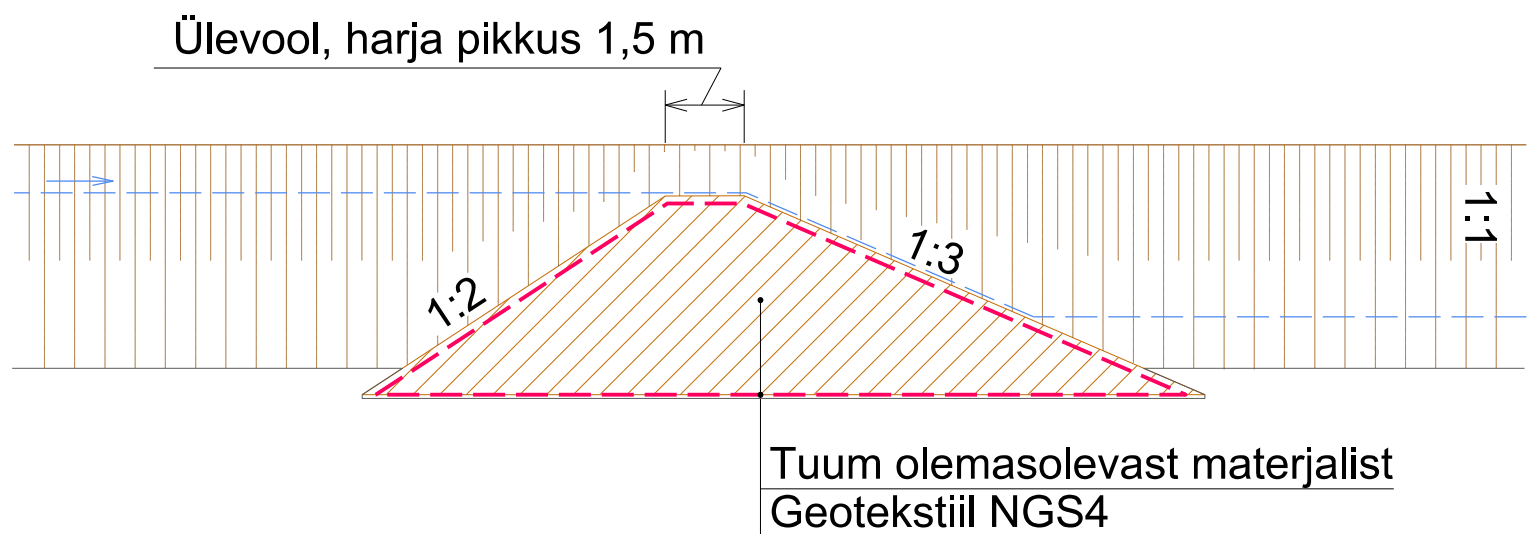 Ülevool, harja pikkus 1,5 m
1:2
1:3
1:1
Tuum olemasolevast materjalist
Geotekstiil NGS4